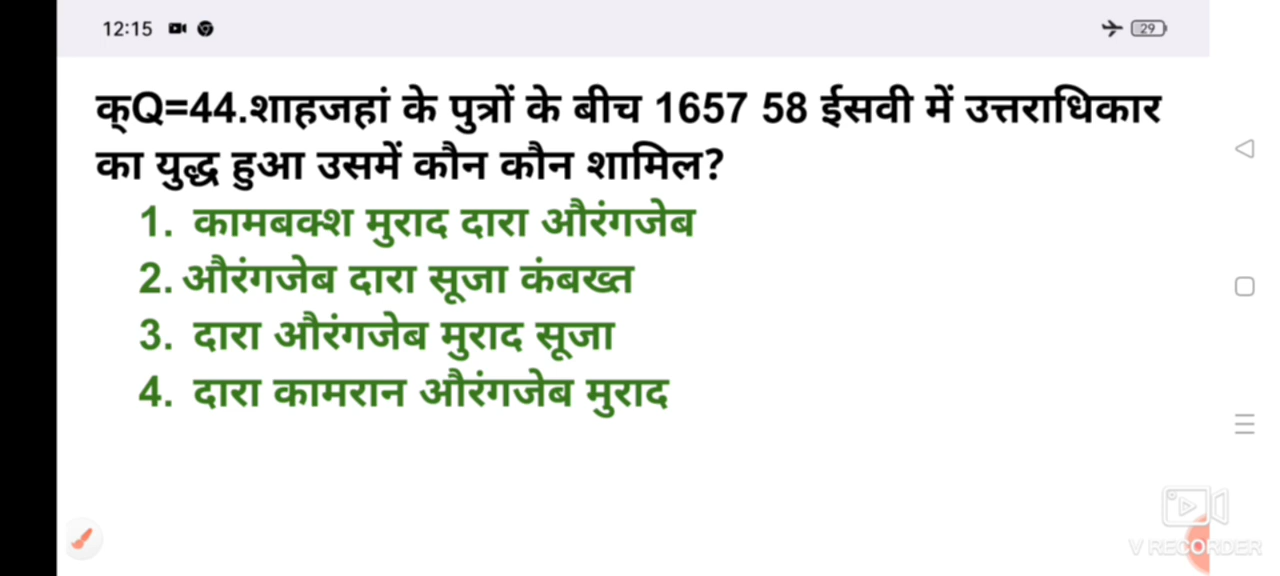 12:15
29
क्Q=44.शाहजहां के पुत्रों के बीच 1657 58 ईसवी में उत्तराधिकार
का युद्ध हुआ उसमें कौन कौन शामिल?
1. कामबक्श मुराद दारा औरंगजेब
2. औरंगजेब दारा सूजा कंबख्त
3. दारा औरंगजेब मुराद सूजा
4. दारा कामरान औरंगजेब मुराद
V RECORDER